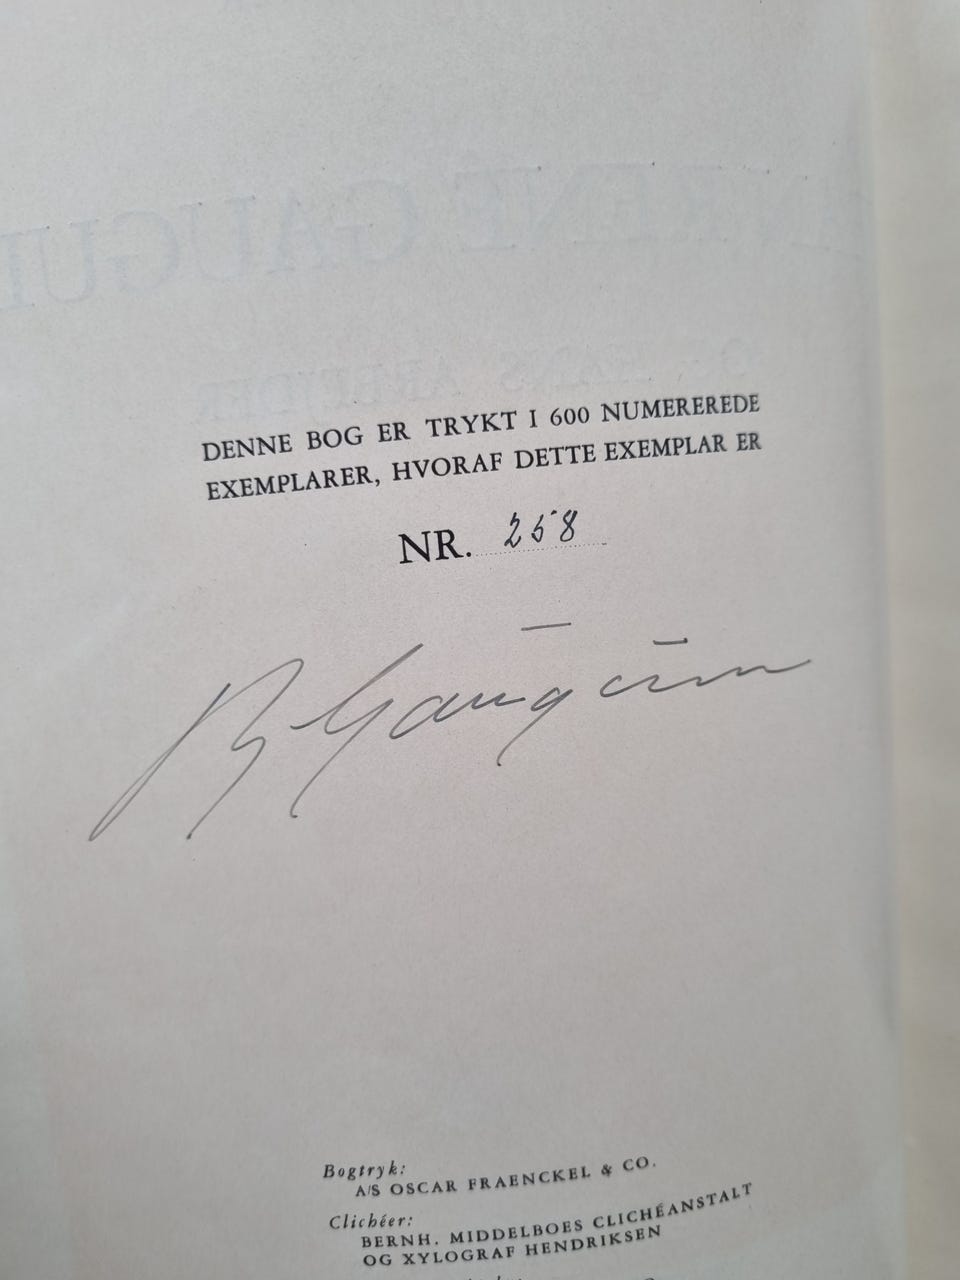 DENNE BOG ER TRYKT I 600 NUMEREREDE
EXEMPLARER, HVORAF DETTE EXEMPLAR ER
NR. 258
Gauguin
Bogtryk:
A/S OSCAR FRAENCKEL & CO.
Clichéer:
BERNH. MIDDELBOES CLICHÉANSTALT
OG XYLOGRAF HENDRIKSEN